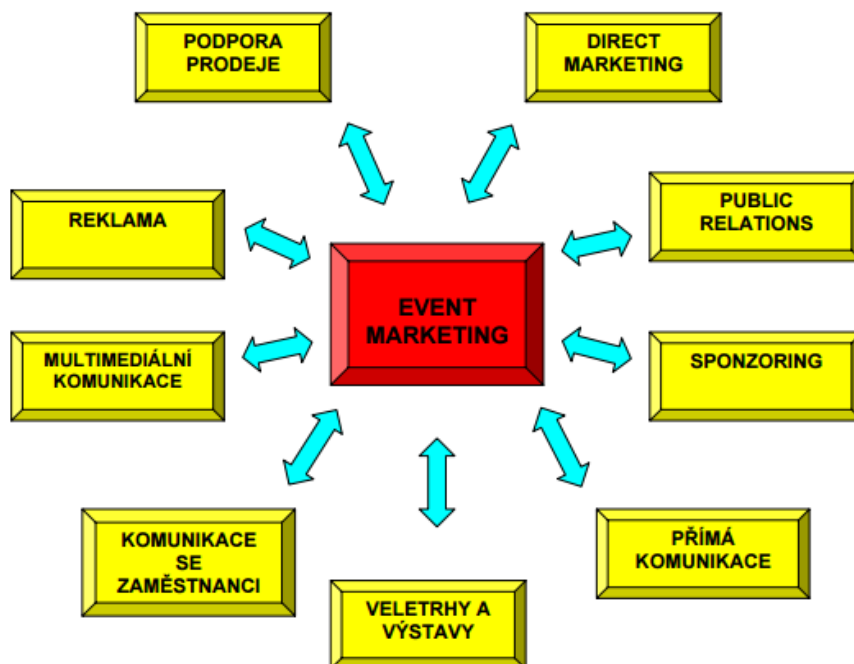 PODPORA
PRODEJE
DIRECT
MARKETING
REKLAMA
PUBLIC
RELATIONS
EVENT
MARKETING
MULTIMEDIÁLNÍ
KOMUNIKACE
SPONZORING
KOMUNIKACE
SE
ZAMĚSTNANCI
PŘÍMÁ
KOMUNIKACE
VELETRHY A
VÝSTAVY